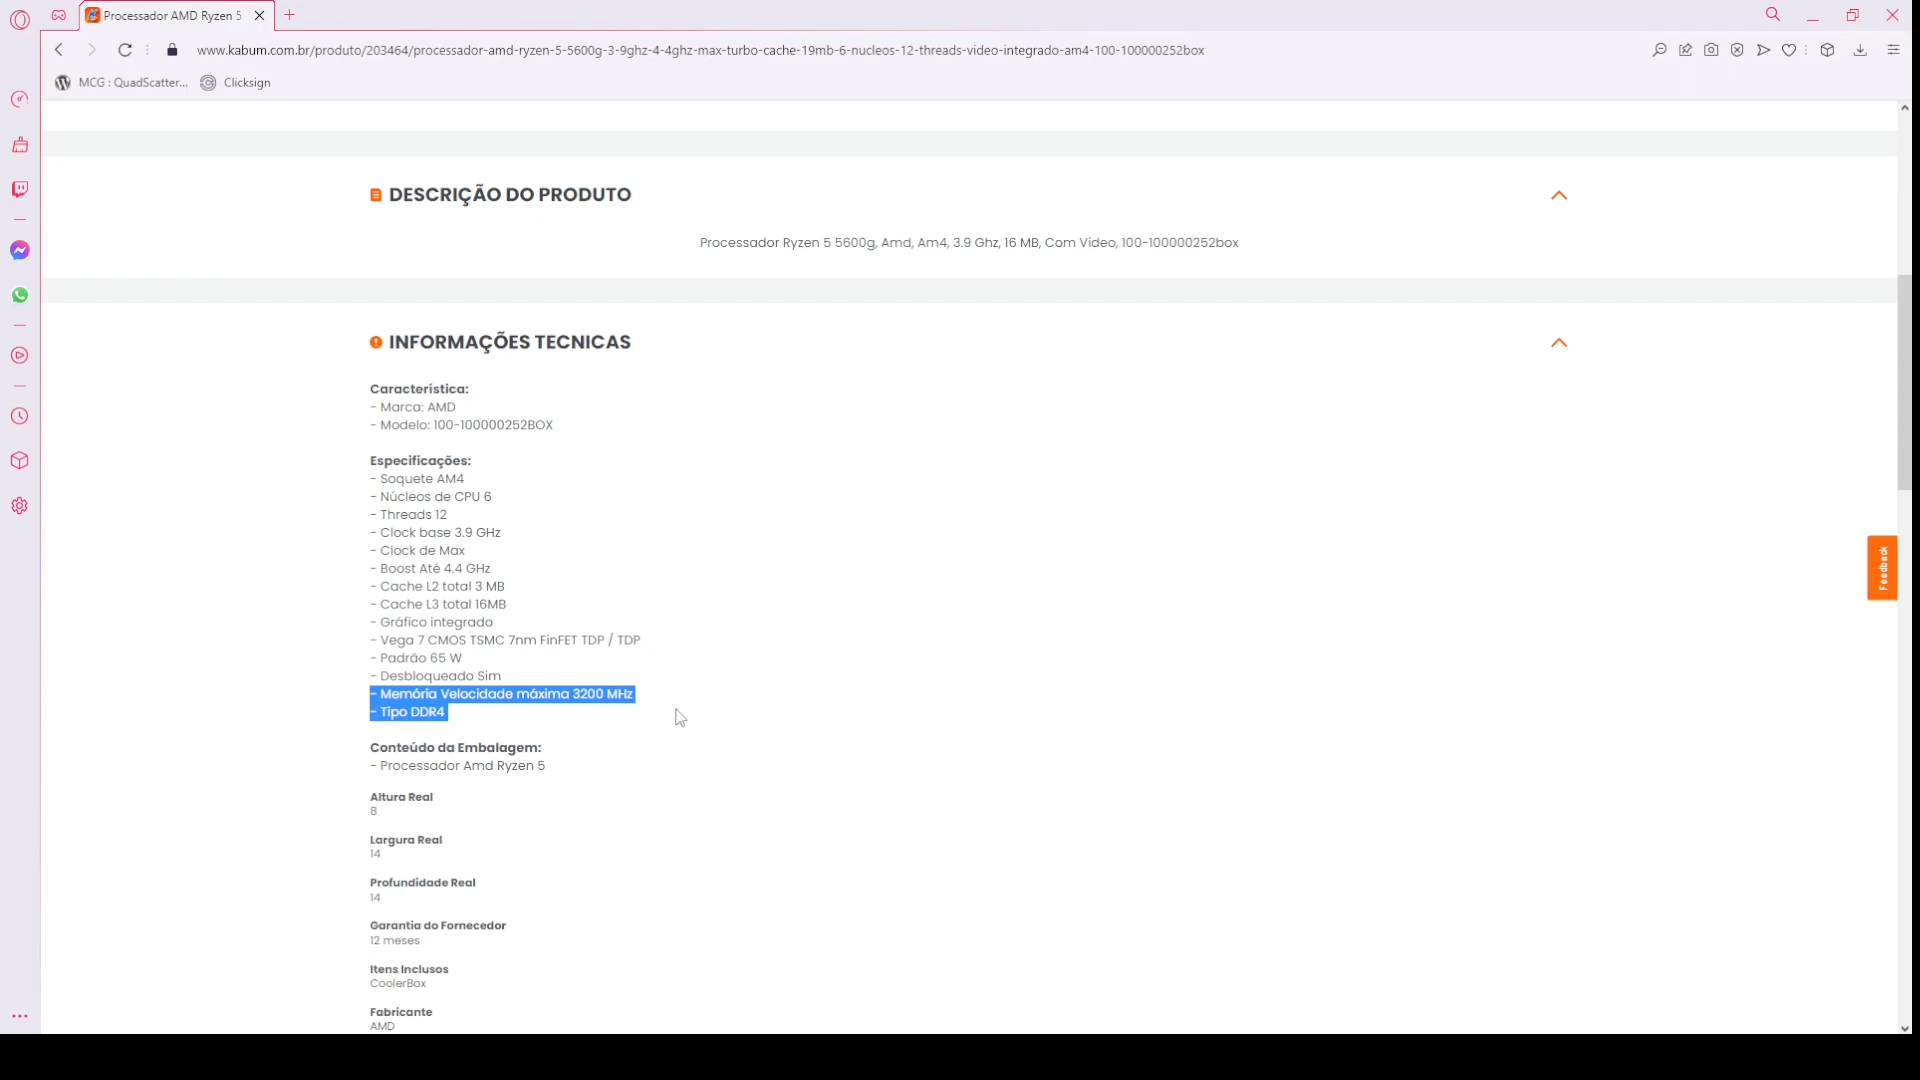 Processador AMD Ryzen 5
www.kabum.com.br/produto/203464/processador-amd-ryzen-5-5600g-3-9ghz-4-4ghz-max-turbo-cache-19mb-6-nucleos-12-threads-video-integrado-am4-100-100000252box
MCG : QuadScatter... Clicksign
DESCRIÇÃO DO PRODUTO
Processador Ryzen 5 5600g, Amd, Am4, 3.9 Ghz, 16 MB, Com Video, 100-100000252box
INFORMAÇÕES TECNICAS
Característica:
- Marca: AMD
- Modelo: 100-100000252BOX
Especificações:
- Soquete AM4
- Núcleos de CPU 6
- Threads 12
- Clock base 3.9 GHz
- Clock de Max
- Boost Até 4.4 GHz
- Cache L2 total 3 MB
- Cache L3 total 16MB
- Gráfico integrado
- Vega 7 CMOS TSMC 7nm FinFET TDP / TDP
- Padrão 65 W
- Desbloqueado Sim
- Memória Velocidade máxima 3200 MHz
- Tipo DDR4
Conteúdo da Embalagem:
- Processador Amd Ryzen 5
Altura Real
8
Largura Real
14
Profundidade Real
14
Garantia do Fornecedor
12 meses
Itens Inclusos
CoolerBox
Fabricante
AMD
Feedback